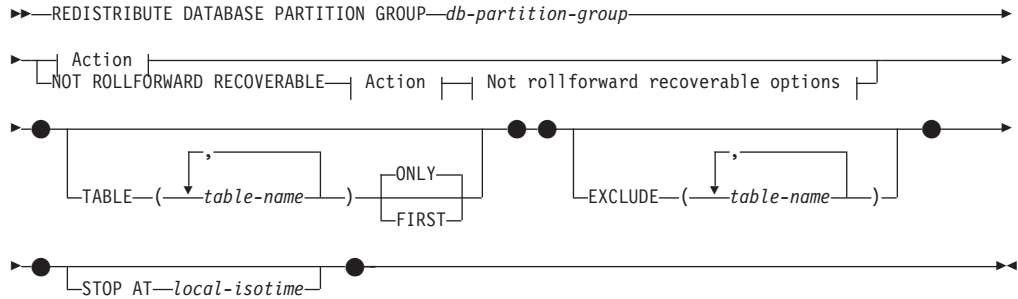 REDISTRIBUTE DATABASE PARTITION GROUP db-partition-group
Action
NOT ROLLFORWARD RECOVERABLE Action Not rollforward recoverable options
, ,
ONLY
TABLE ( table-name ) EXCLUDE ( table-name )
FIRST
STOP AT local-isotime